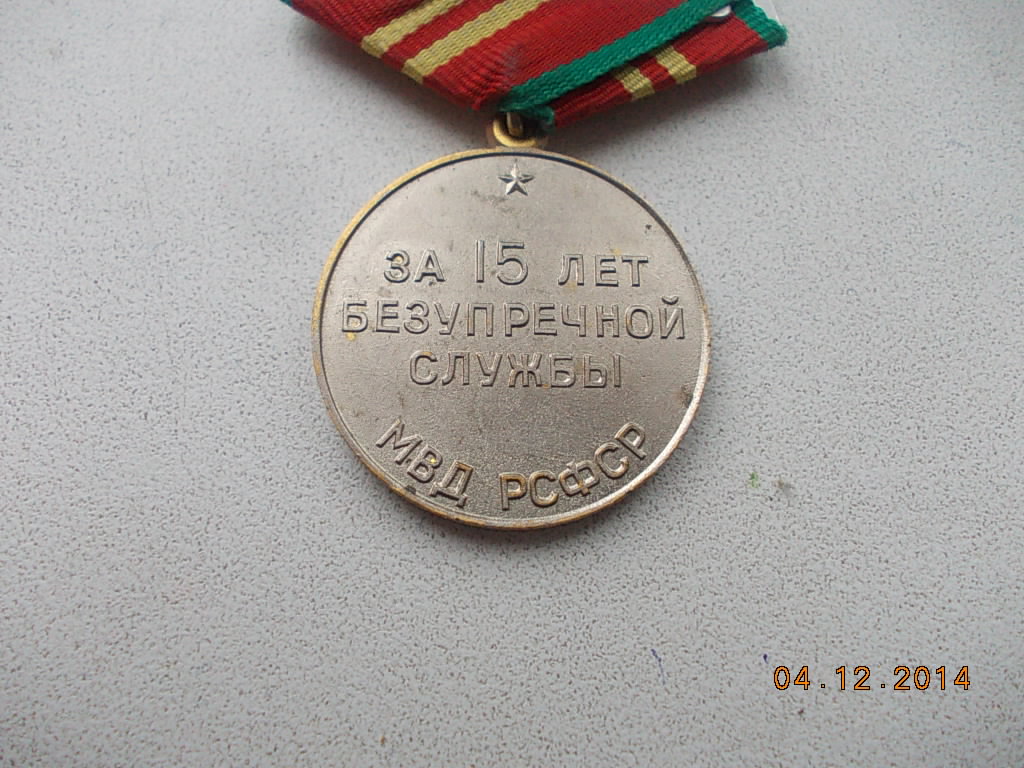 ЗА 15 ЛЕТ
БЕЗУПРЕЧНОЙ
СЛУЖБЫ
МВД РСФСР
04.12.2014